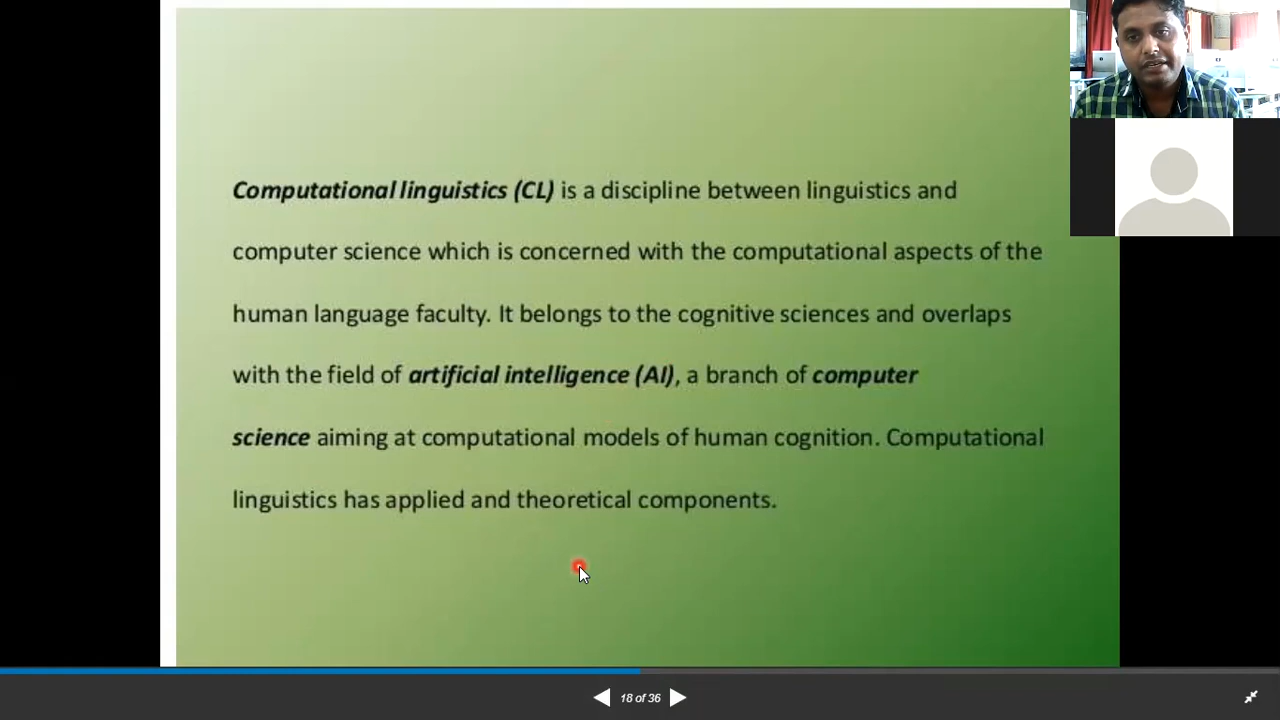 Computational linguistics (CL) is a discipline between linguistics and
computer science which is concerned with the computational aspects of the
human language faculty. It belongs to the cognitive sciences and overlaps
with the field of artificial intelligence (AI), a branch of computer
science aiming at computational models of human cognition. Computational
linguistics has applied and theoretical components.
18 of 36